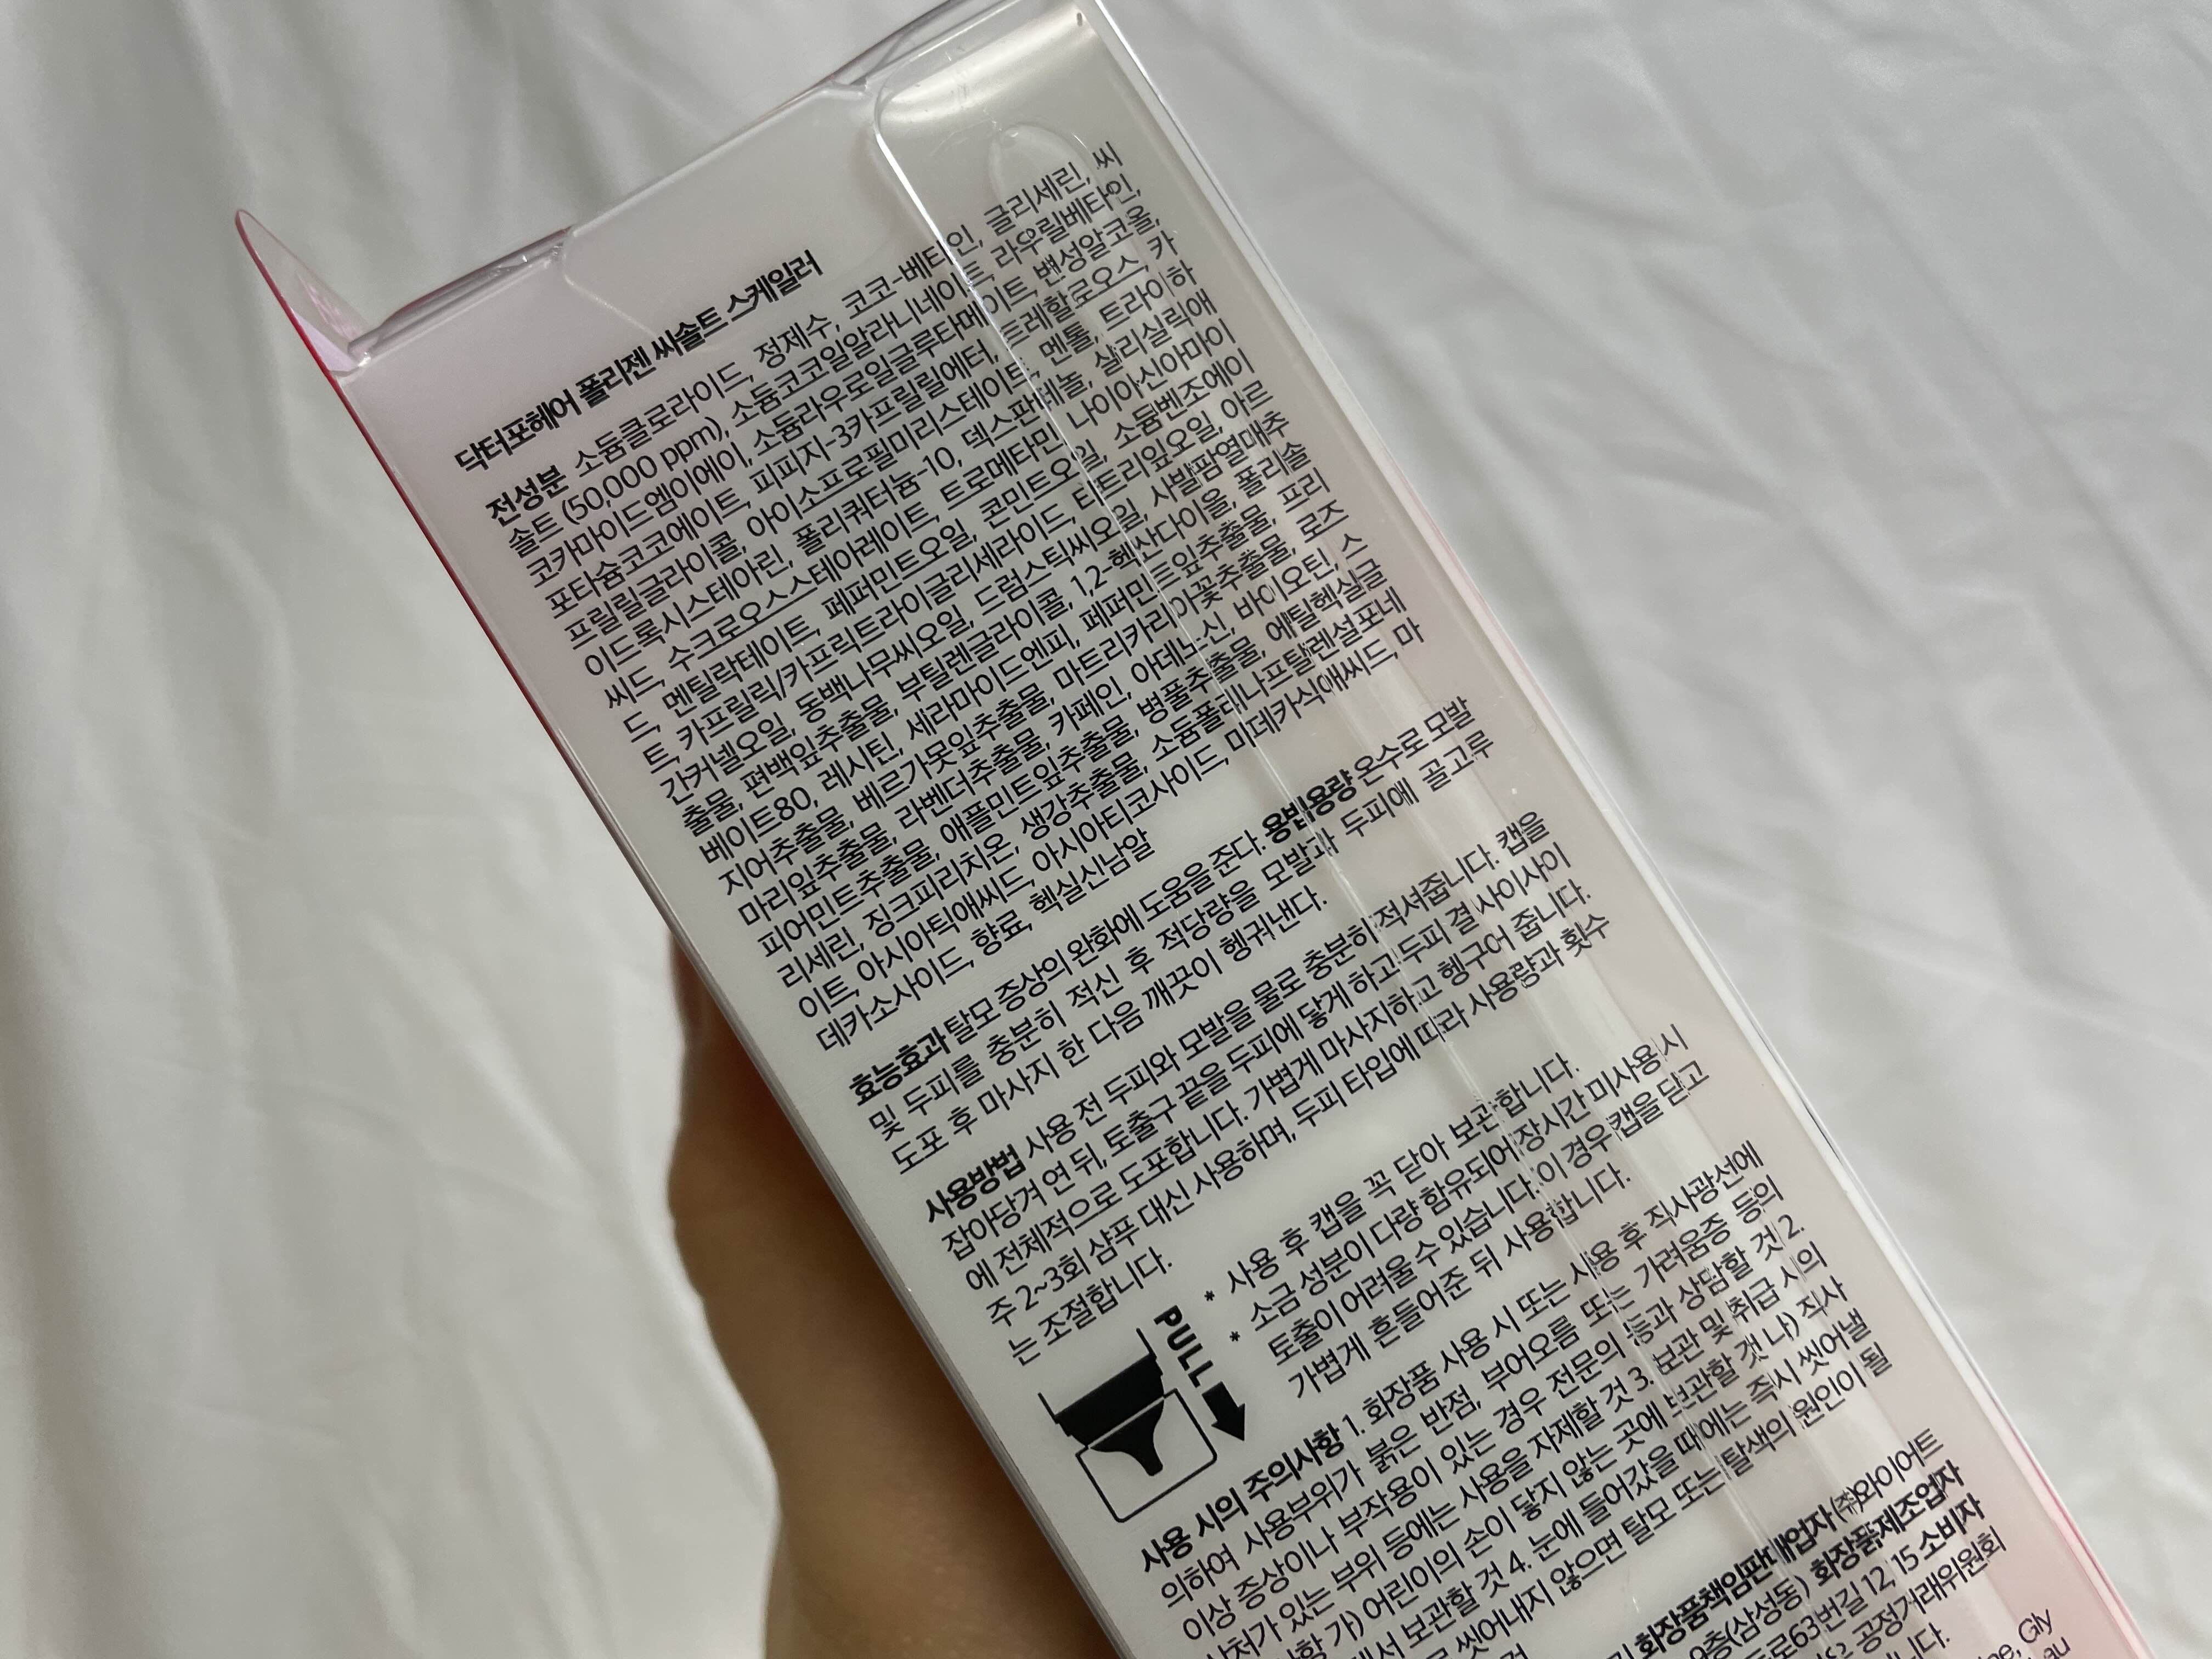 닥터포헤어 폴리젠 씨솔트 스케일러
전성분 소듐클로라이드, 정제수, 코코-베타인, 글리세린, 씨
솔트 (50,000 ppm), 소듐코코일알라니네이트, 라우릴베타인,
코카마이드엠이에이, 소듐라우로일글루타메이트, 변성알코올,
포타슘코코에이트, 피피지-3카프릴릴에터, 트레할로오스, 카
프릴릴글라이콜, 아이소프로필미리스테이트, 멘톨, 트라이하
이드록시스테아린, 폴리쿼터늄-10, 덱스판테놀, 살리실릭애
씨드, 수크로오스스테아레이트, 트로메타민, 나이아신아마이
드, 멘틸락테이트, 페퍼민트오일, 콘민트오일, 소듐벤조에이
트, 카프릴릭/카프릭트라이글리세라이드, 티트리잎오일, 아르
간커넬오일, 동백나무씨오일, 드럼스틱씨오일, 사발팜열매추
출물, 편백잎추출물, 부틸렌글라이콜, 1,2-헥산다이올, 폴리솔
베이트80, 레시틴, 세라마이드엔피, 페퍼민트잎추출물, 프리
지어추출물, 베르가못잎추출물, 마트리카리아꽃추출물, 로즈
마리잎추출물, 라벤더추출물, 카페인, 아데노신, 바이오틴, 스
피어민트추출물, 애플민트잎추출물, 병풀추출물, 에틸헥실글
리세린, 징크피리치온, 생강추출물, 소듐폴리나프탈렌설포네
이트, 아시아틱애씨드, 아시아티코사이드, 마데카식애씨드, 마
데카소사이드, 향료, 헥실신남알
효능효과 탈모 증상의 완화에 도움을 준다. 용법용량 온수로 모발
및 두피를 충분히 적신 후 적당량을 모발과 두피에 골고루
도포 후 마사지 한 다음 깨끗이 헹궈낸다.
사용방법 사용 전 두피와 모발을 물로 충분히 적셔줍니다. 캡을
잡아당겨 연 뒤, 토출구 끝을 두피에 닿게 하고 두피 결 사이사이
에 전체적으로 도포합니다. 가볍게 마사지하고 헹구어 줍니다.
주 2~3회 샴푸 대신 사용하며, 두피 타입에 따라 사용량과 횟수
는 조절합니다.
PULL
* 사용 후 캡을 꼭 닫아 보관합니다.
* 소금 성분이 다량 함유되어 장시간 미사용 시
토출이 어려울 수 있습니다. 이 경우 캡을 닫고
가볍게 흔들어준 뒤 사용합니다.
사용 시의 주의사항 1. 화장품 사용 시 또는 사용 후 직사광선에
의하여 사용부위가 붉은 반점, 부어오름 또는 가려움증 등의
이상 증상이나 부작용이 있는 경우 전문의 등과 상담할 것 2.
상처가 있는 부위 등에는 사용을 자제할 것 3. 보관 및 취급 시의
가) 어린이의 손이 닿지 않는 곳에 보관할 것 나) 직사
보관할 것 4. 눈에 들어갔을 때에는 즉시 씻어낼
씻어내지 않으면 탈모 또는 탈색의 원인이 될
화장품책임판매업자 (주)와이어트
9층(삼성동) 화장품제조업자
63번길 12, 15 소비자
공정거래위원회
Gly